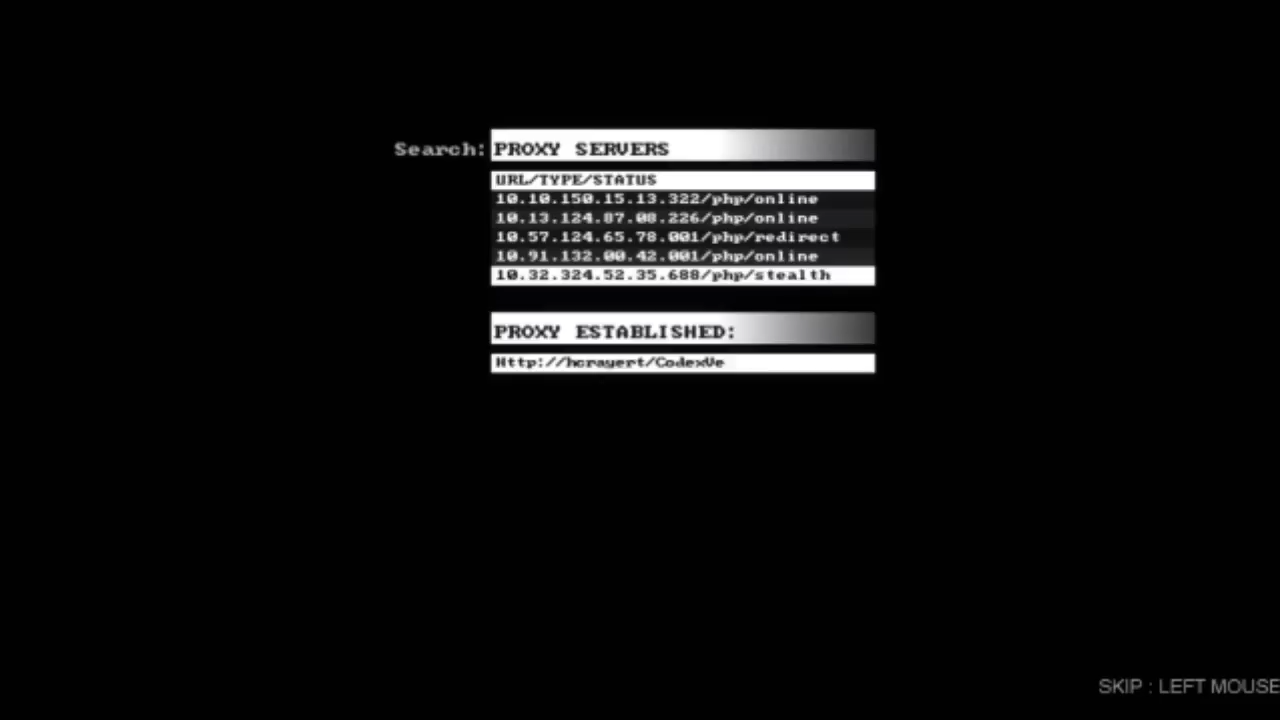 Search: PROXY SERVERS
URL/TYPE/STATUS
10.10.150.15.13.322/php/online
10.13.124.87.08.226/php/online
10.57.124.65.78.001/php/redirect
10.91.132.00.42.001/php/online
10.32.324.52.35.688/php/stealth
PROXY ESTABLISHED:
Http://hcrayert/CodexVe
SKIP : LEFT MOUSE